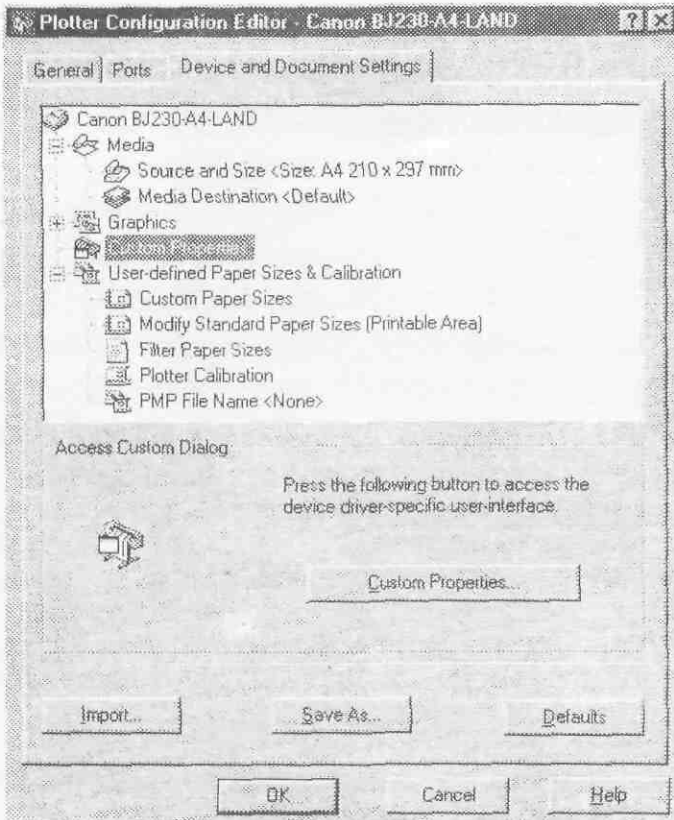 Plotter Configuration Editor - Canon BJ230-A4-LAND
General Ports Device and Document Settings
Canon BJ230-A4-LAND
Media
Source and Size <Size: A4 210 x 297 mm>
Media Destination <Default>
Graphics
Custom Properties
User-defined Paper Sizes & Calibration
Custom Paper Sizes
Modify Standard Paper Sizes (Printable Area)
Filter Paper Sizes
Plotter Calibration
PMP File Name <None>
Access Custom Dialog
Press the following button to access the
device driver-specific user-interface.
Custom Properties...
Import... Save As... Defaults
OK Cancel Help